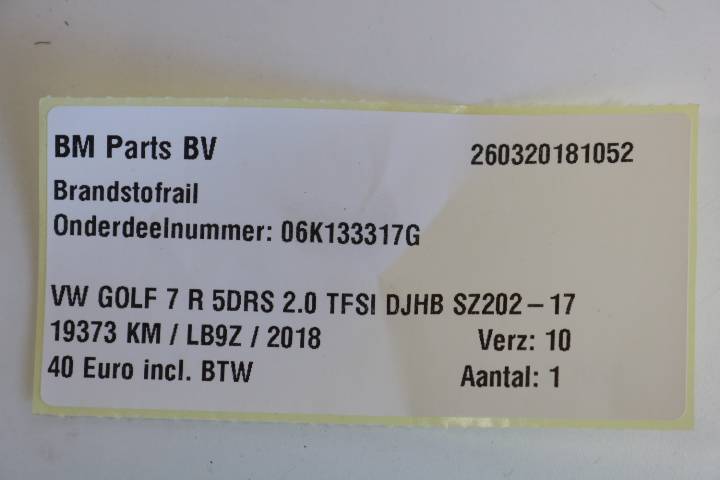 BM Parts BV 260320181052
Brandstofrail
Onderdeelnummer: 06K133317G
VW GOLF 7 R 5DRS 2.0 TFSI DJHB SZ202 – 17
19373 KM / LB9Z / 2018 Verz: 10
40 Euro incl. BTW Aantal: 1